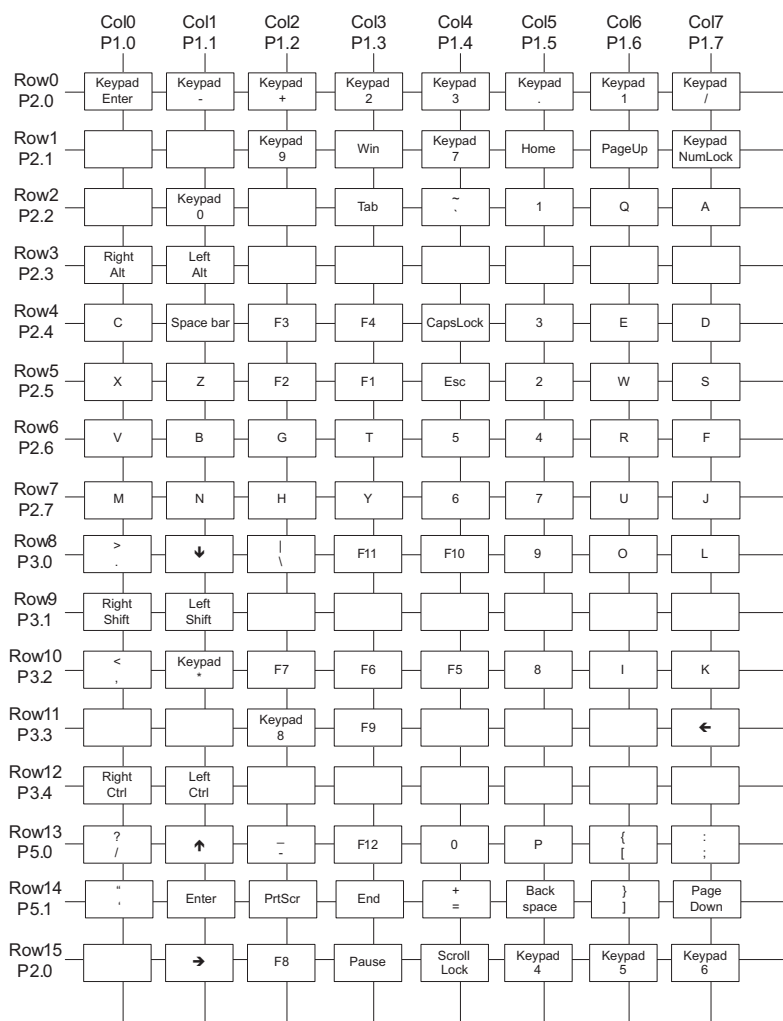 Col0 Col1 Col2 Col3 Col4 Col5 Col6 Col7
P1.0 P1.1 P1.2 P1.3 P1.4 P1.5 P1.6 P1.7
Row0 Keypad Keypad Keypad Keypad Keypad Keypad Keypad Keypad
P2.0 Enter - + 2 3 . 1 /
Row1 Keypad Win Keypad Home PageUp Keypad
P2.1 9 7 NumLock
Row2 Keypad Tab ~ 1 Q A
P2.2 0 `
Row3 Right Left
P2.3 Alt Alt
Row4 C Space bar F3 F4 CapsLock 3 E D
P2.4
Row5 X Z F2 F1 Esc 2 W S
P2.5
Row6 V B G T 5 4 R F
P2.6
Row7 M N H Y 6 7 U J
P2.7
Row8 > 🡻 | F11 F10 9 O L
P3.0 . \
Row9 Right Left
P3.1 Shift Shift
Row10 < Keypad F7 F6 F5 8 I K
P3.2 , *
Row11 Keypad F9 🡸
P3.3 8
Row12 Right Left
P3.4 Ctrl Ctrl
Row13 ? 🡹 _ F12 0 P { :
P5.0 / - [ ;
Row14 “ Enter PrtScr End + Back } Page
P5.1 ‘ = space ] Down
Row15 🡺 F8 Pause Scroll Keypad Keypad Keypad
P2.0 Lock 4 5 6